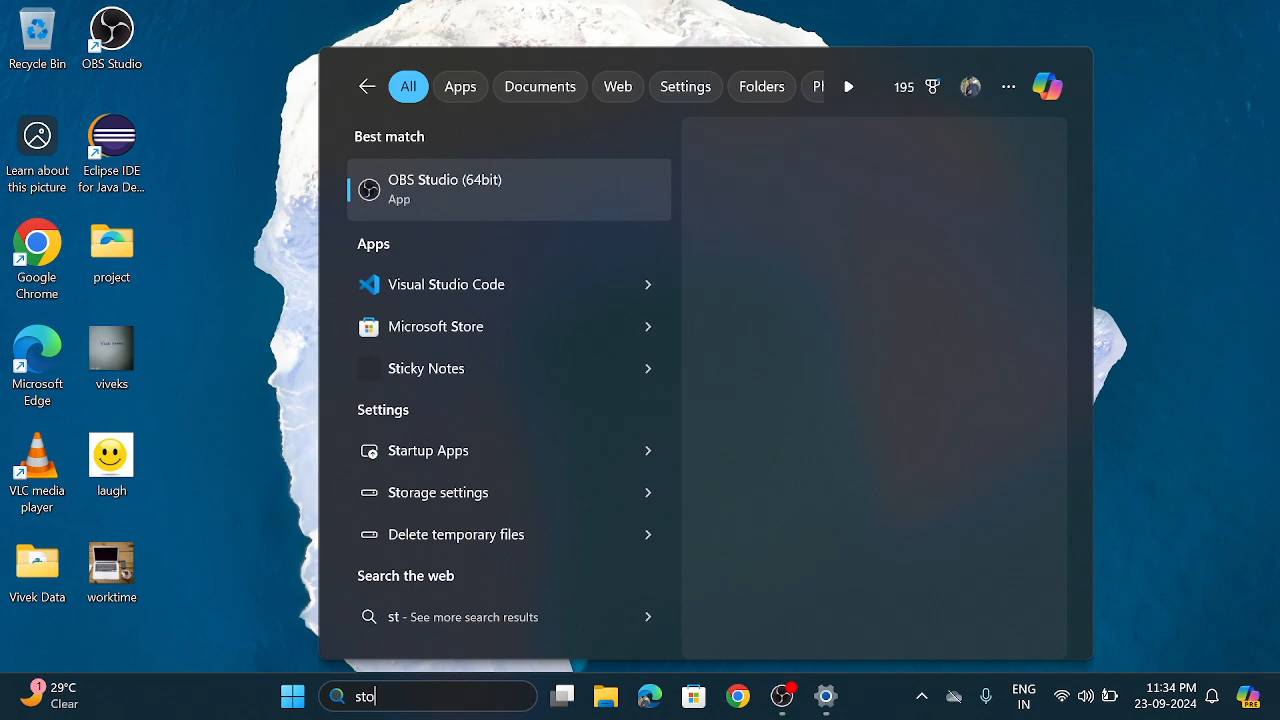 Recycle Bin
OBS Studio
Learn about
this picture
Eclipse IDE
for Java De...
Google
Chrome
project
Microsoft
Edge
viveks
VLC media
player
laugh
Vivek Data
worktime
All
Apps
Documents
Web
Settings
Folders
195
Best match
OBS Studio (64bit)
App
Apps
Visual Studio Code
Microsoft Store
Sticky Notes
Settings
Startup Apps
Storage settings
Delete temporary files
Search the web
st - See more search results
1
29°C
Clear
sto
ENG
IN
11:34 PM
23-09-2024
PRE